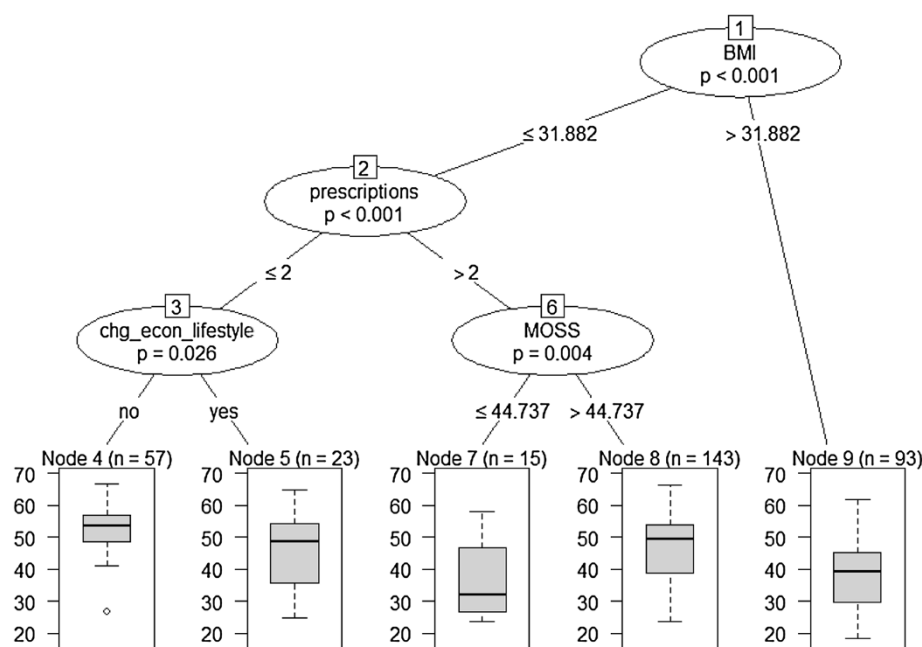 1
BMI
p < 0.001
≤ 31.882
> 31.882
2
prescriptions
p < 0.001
≤ 2
> 2
3
chg_econ_lifestyle
p = 0.026
6
MOSS
p = 0.004
no
yes
≤ 44.737
> 44.737
Node 4 (n = 57)
70
60
50
40
30
20
Node 5 (n = 23)
70
60
50
40
30
20
Node 7 (n = 15)
70
60
50
40
30
20
Node 8 (n = 143)
70
60
50
40
30
20
Node 9 (n = 93)
70
60
50
40
30
20